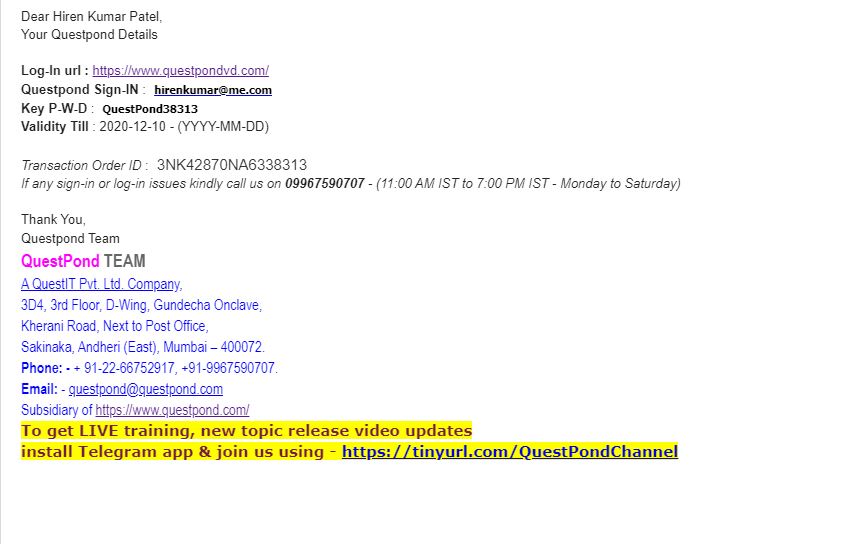 Dear Hiren Kumar Patel,
Your Questpond Details
Log-In url : https://www.questpondvd.com/
Questpond Sign-IN :  hirenkumar@me.com
Key P-W-D :  QuestPond38313
Validity Till : 2020-12-10 - (YYYY-MM-DD)
Transaction Order ID :  3NK42870NA6338313
If any sign-in or log-in issues kindly call us on 09967590707 - (11:00 AM IST to 7:00 PM IST - Monday to Saturday)
Thank You,
Questpond Team
QuestPond TEAM
A QuestIT Pvt. Ltd. Company,
3D4, 3rd Floor, D-Wing, Gundecha Onclave,
Kherani Road, Next to Post Office,
Sakinaka, Andheri (East), Mumbai – 400072.
Phone: - + 91-22-66752917, +91-9967590707.
Email: - questpond@questpond.com
Subsidiary of https://www.questpond.com/
To get LIVE training, new topic release video updates
install Telegram app & join us using - https://tinyurl.com/QuestPondChannel